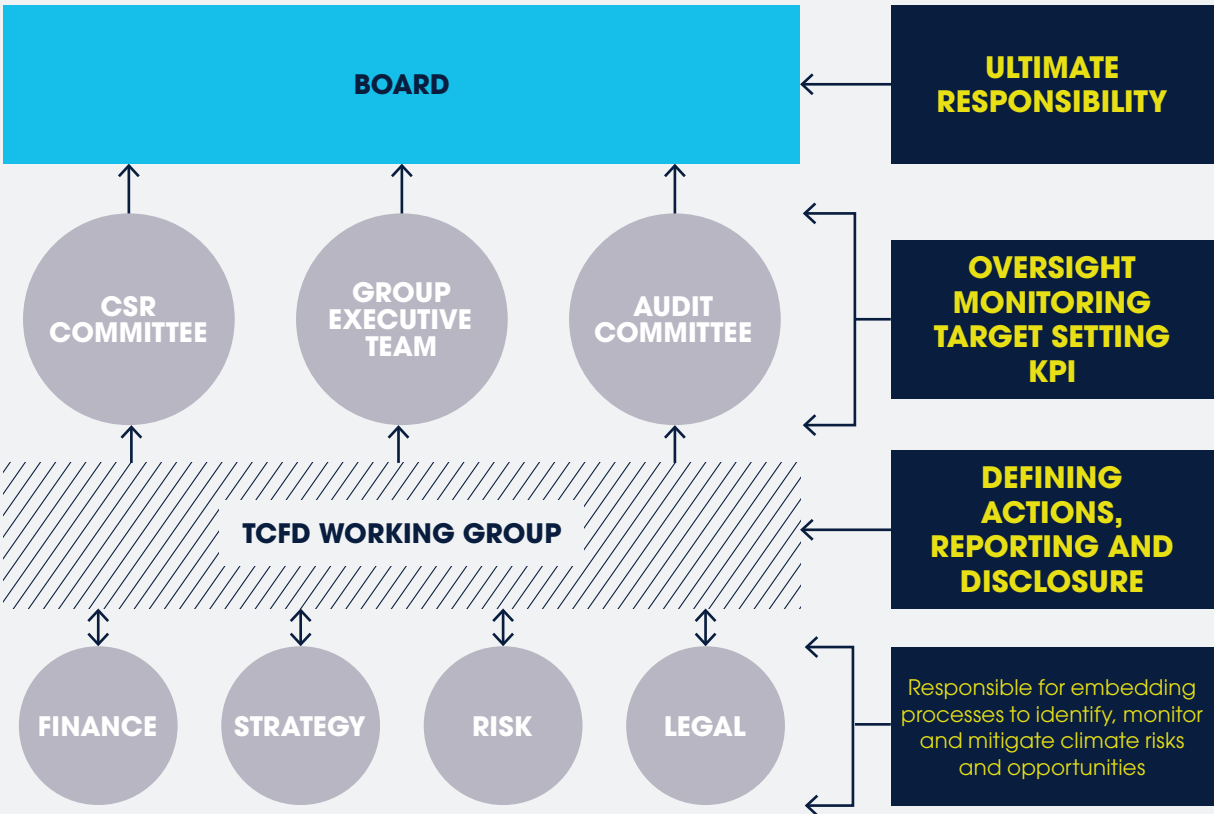 BOARD
ULTIMATE
RESPONSIBILITY
CSR
COMMITTEE
GROUP
EXECUTIVE
TEAM
AUDIT
COMMITTEE
OVERSIGHT
MONITORING
TARGET SETTING
KPI
TCFD WORKING GROUP
DEFINING
ACTIONS,
REPORTING AND
DISCLOSURE
FINANCE
STRATEGY
RISK
LEGAL
Responsible for embedding
processes to identify, monitor
and mitigate climate risks
and opportunities